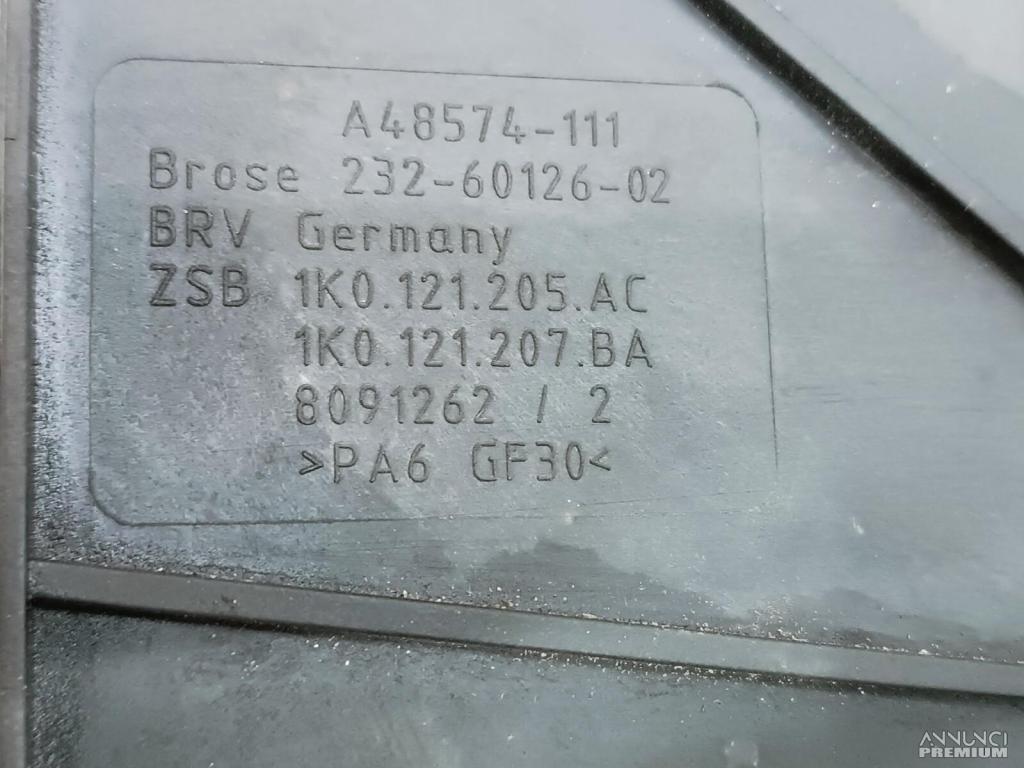 A48574-111
Brose 232-60126-02
BRV Germany
ZSB 1K0.121.205.AC
1K0.121.207.BA
8091262 / 2
>PA6 GF30<
ANNUNCI
PREMIUM